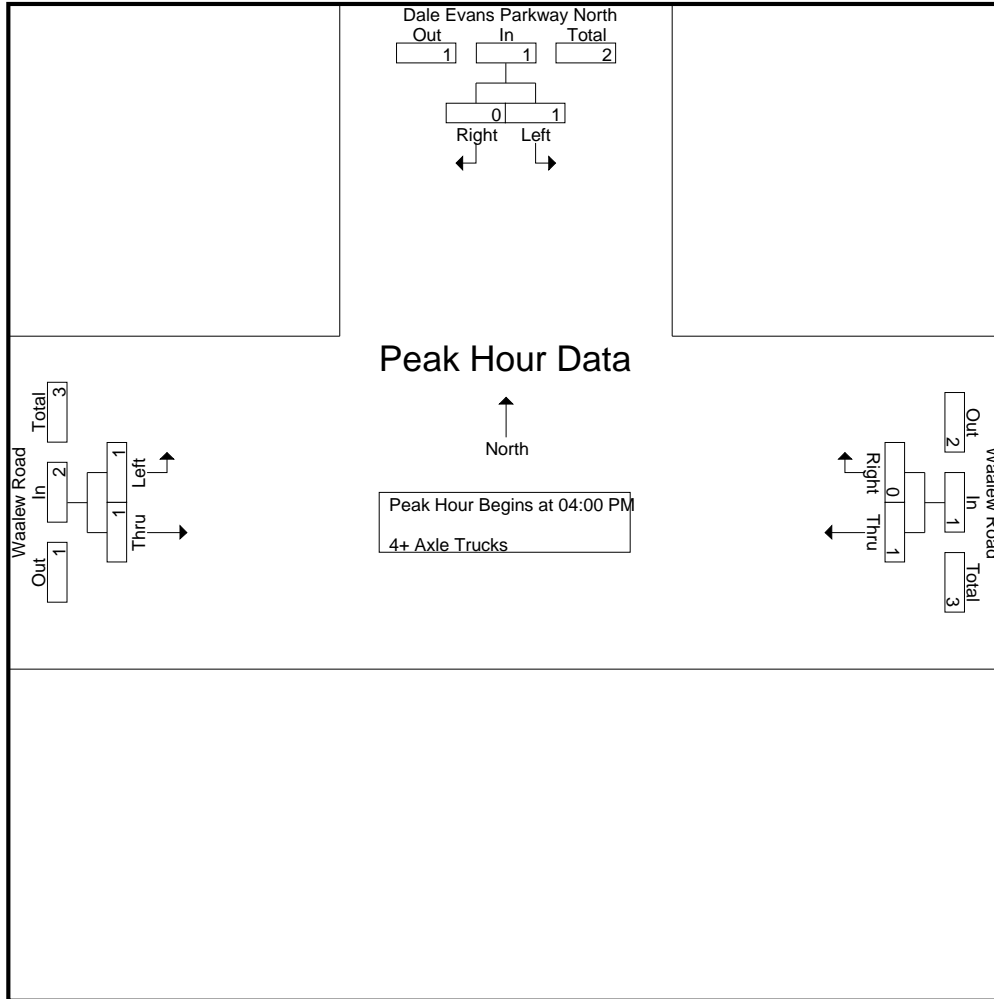 Dale Evans Parkway North
Out In Total
1 1 2
0 1
Right Left
Peak Hour Data
North
Peak Hour Begins at 04:00 PM
4+ Axle Trucks
Waalew Road
Total In Out
3 2 1
1 1
Left Thru
Waalew Road
Out In Total
2 1 3
0 1
Right Thru